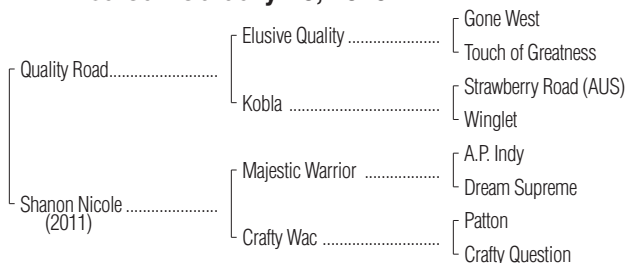 Elusive Quality
Gone West
Touch of Greatness
Quality Road
Kobla
Strawberry Road (AUS)
Winglet
Majestic Warrior
A.P. Indy
Dream Supreme
Shanon Nicole
(2011)
Crafty Wac
Patton
Crafty Question